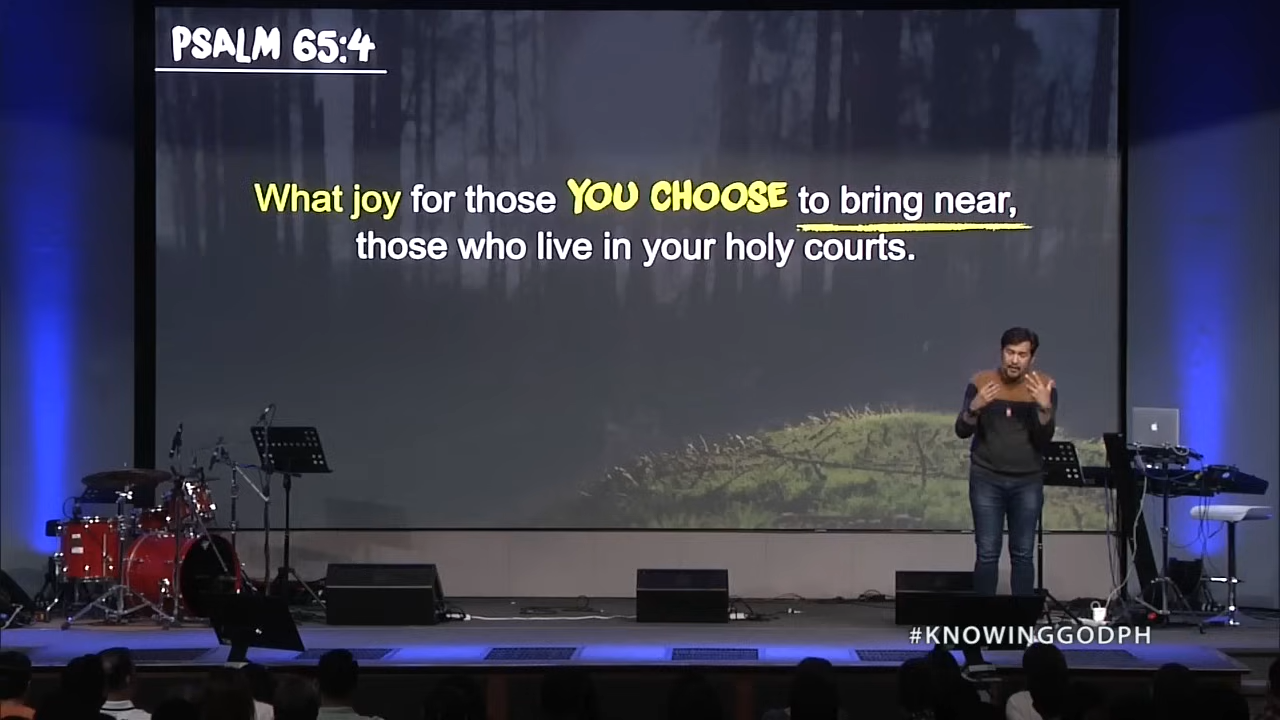 PSALM 65:4
What joy for those YOU CHOOSE to bring near,
those who live in your holy courts.
#KNOWINGGODPH